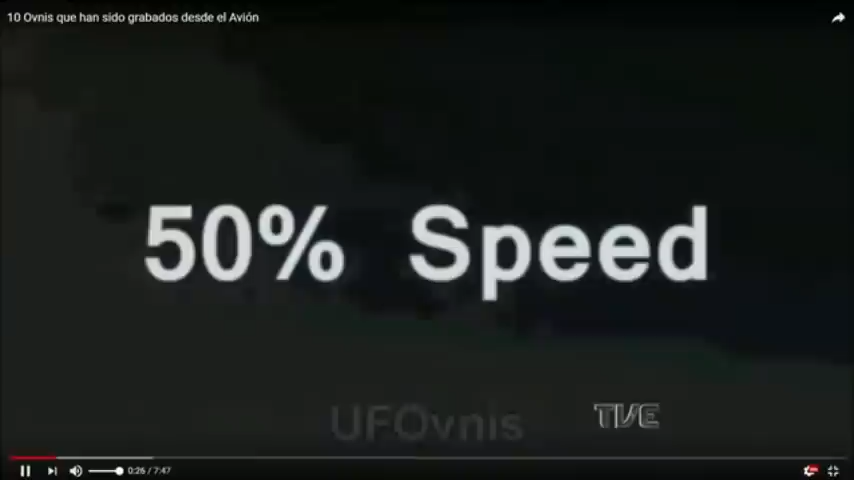 10 Ovnis que han sido grabados desde el Avión
50% Speed
UFOvnis
TVE
0:26 / 7:47